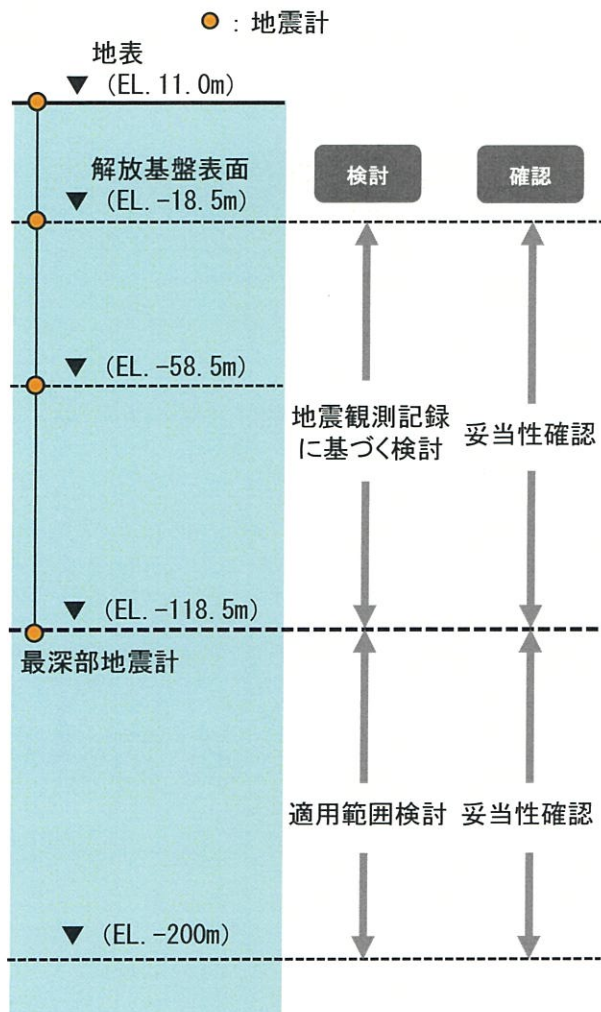 ：地震計
地表
▼ (EL. 11.0m)
解放基盤表面
▼ (EL. -18.5m)
検討
確認
▼ (EL. -58.5m)
地震観測記録
に基づく検討
妥当性確認
▼ (EL. -118.5m)
最深部地震計
適用範囲検討
妥当性確認
▼ (EL. -200m)